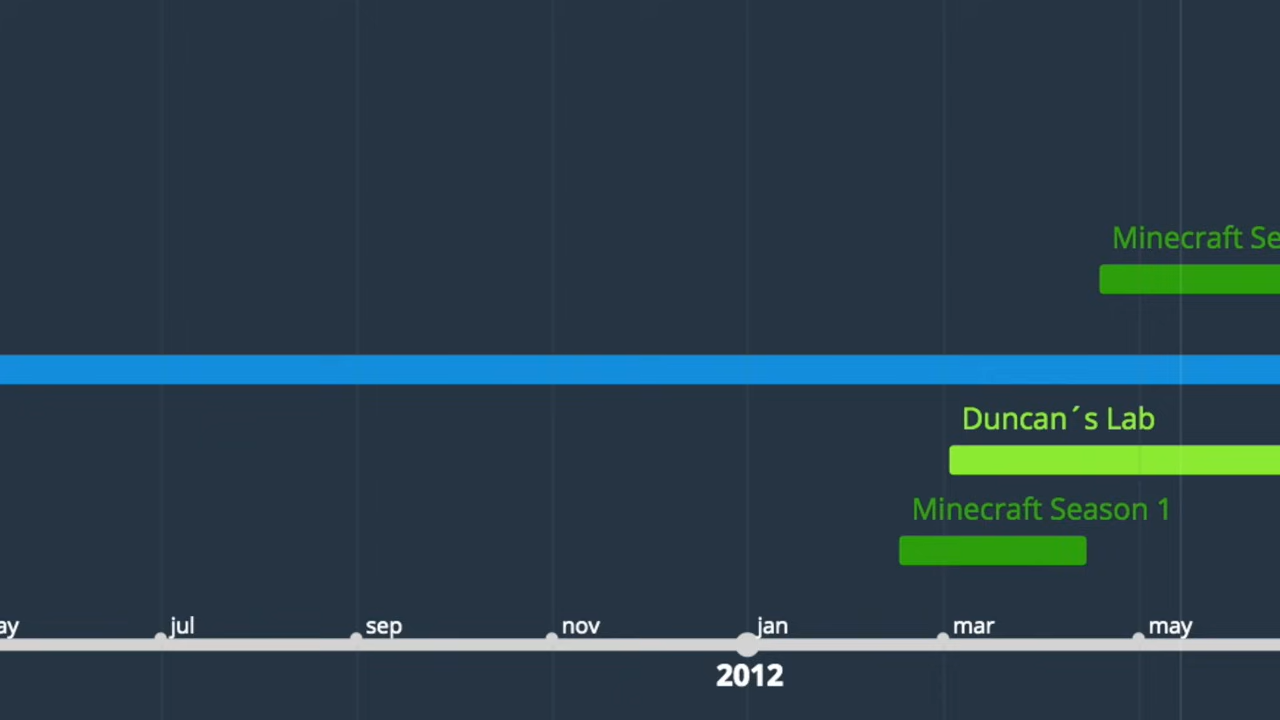 Minecraft Se
Duncan´s Lab
Minecraft Season 1
ay jul sep nov jan mar may
2012